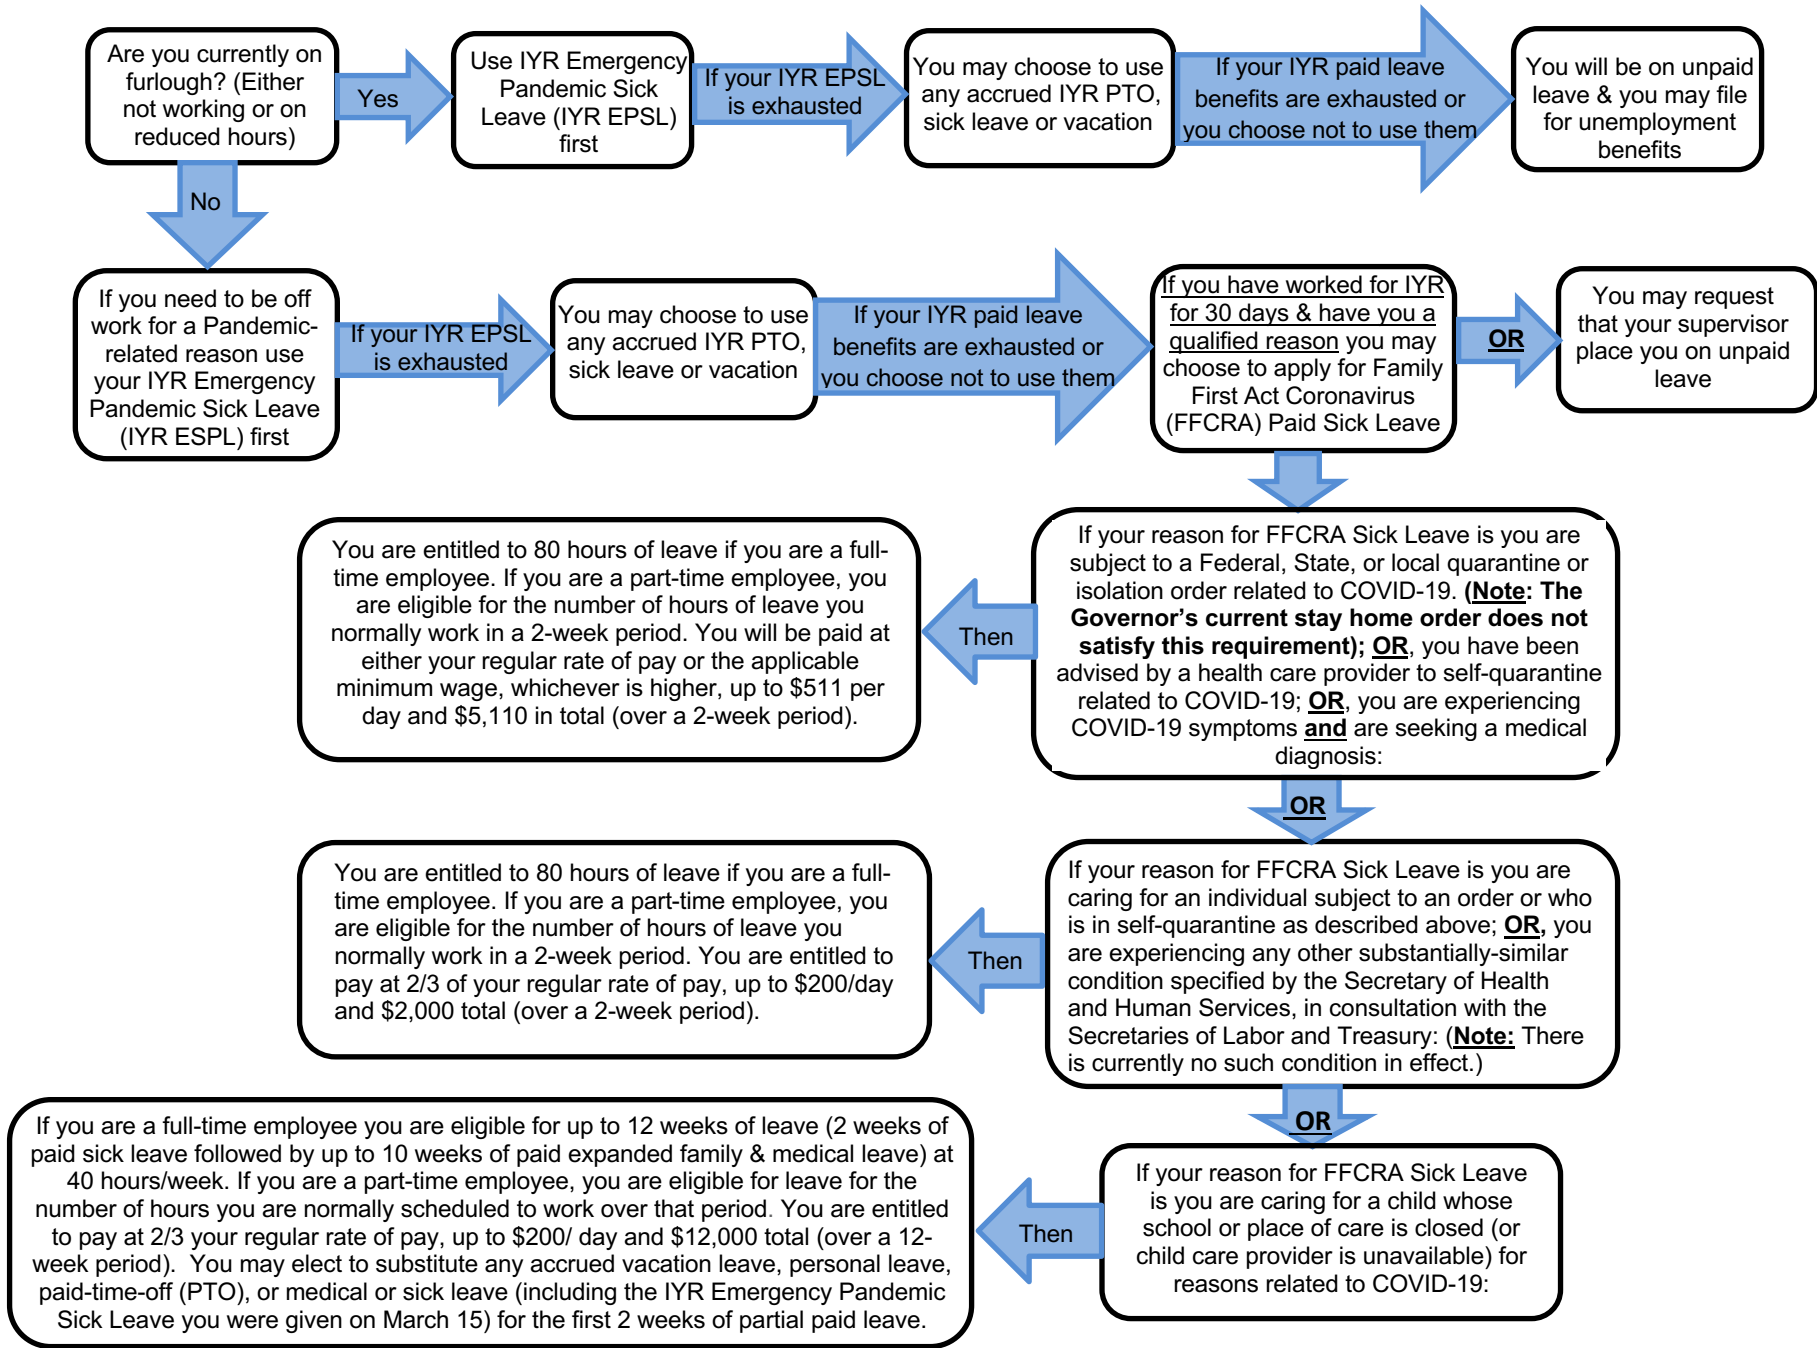 Are you currently on
furlough? (Either
not working or on
reduced hours)
Yes
Use IYR Emergency
Pandemic Sick
Leave (IYR EPSL)
first
If your IYR EPSL
is exhausted
You may choose to use
any accrued IYR PTO,
sick leave or vacation
If your IYR paid leave
benefits are exhausted or
you choose not to use them
You will be on unpaid
leave & you may file
for unemployment
benefits
No
If you need to be off
work for a Pandemic-
related reason use
your IYR Emergency
Pandemic Sick Leave
(IYR ESPL) first
If your IYR EPSL
is exhausted
You may choose to use
any accrued IYR PTO,
sick leave or vacation
If your IYR paid leave
benefits are exhausted or
you choose not to use them
If you have worked for IYR
for 30 days & have you a
qualified reason you may
choose to apply for Family
First Act Coronavirus
(FFCRA) Paid Sick Leave
OR
You may request
that your supervisor
place you on unpaid
leave
If your reason for FFCRA Sick Leave is you are
subject to a Federal, State, or local quarantine or
isolation order related to COVID-19. (Note: The
Governor’s current stay home order does not
satisfy this requirement); OR, you have been
advised by a health care provider to self-quarantine
related to COVID-19; OR, you are experiencing
COVID-19 symptoms and are seeking a medical
diagnosis:
Then
You are entitled to 80 hours of leave if you are a full-
time employee. If you are a part-time employee, you
are eligible for the number of hours of leave you
normally work in a 2-week period. You will be paid at
either your regular rate of pay or the applicable
minimum wage, whichever is higher, up to $511 per
day and $5,110 in total (over a 2-week period).
OR
If your reason for FFCRA Sick Leave is you are
caring for an individual subject to an order or who
is in self-quarantine as described above; OR, you
are experiencing any other substantially-similar
condition specified by the Secretary of Health
and Human Services, in consultation with the
Secretaries of Labor and Treasury: (Note: There
is currently no such condition in effect.)
Then
You are entitled to 80 hours of leave if you are a full-
time employee. If you are a part-time employee, you
are eligible for the number of hours of leave you
normally work in a 2-week period. You are entitled to
pay at 2/3 of your regular rate of pay, up to $200/day
and $2,000 total (over a 2-week period).
OR
If your reason for FFCRA Sick Leave
is you are caring for a child whose
school or place of care is closed (or
child care provider is unavailable) for
reasons related to COVID-19:
Then
If you are a full-time employee you are eligible for up to 12 weeks of leave (2 weeks of
paid sick leave followed by up to 10 weeks of paid expanded family & medical leave) at
40 hours/week. If you are a part-time employee, you are eligible for leave for the
number of hours you are normally scheduled to work over that period. You are entitled
to pay at 2/3 your regular rate of pay, up to $200/ day and $12,000 total (over a 12-
week period). You may elect to substitute any accrued vacation leave, personal leave,
paid-time-off (PTO), or medical or sick leave (including the IYR Emergency Pandemic
Sick Leave you were given on March 15) for the first 2 weeks of partial paid leave.